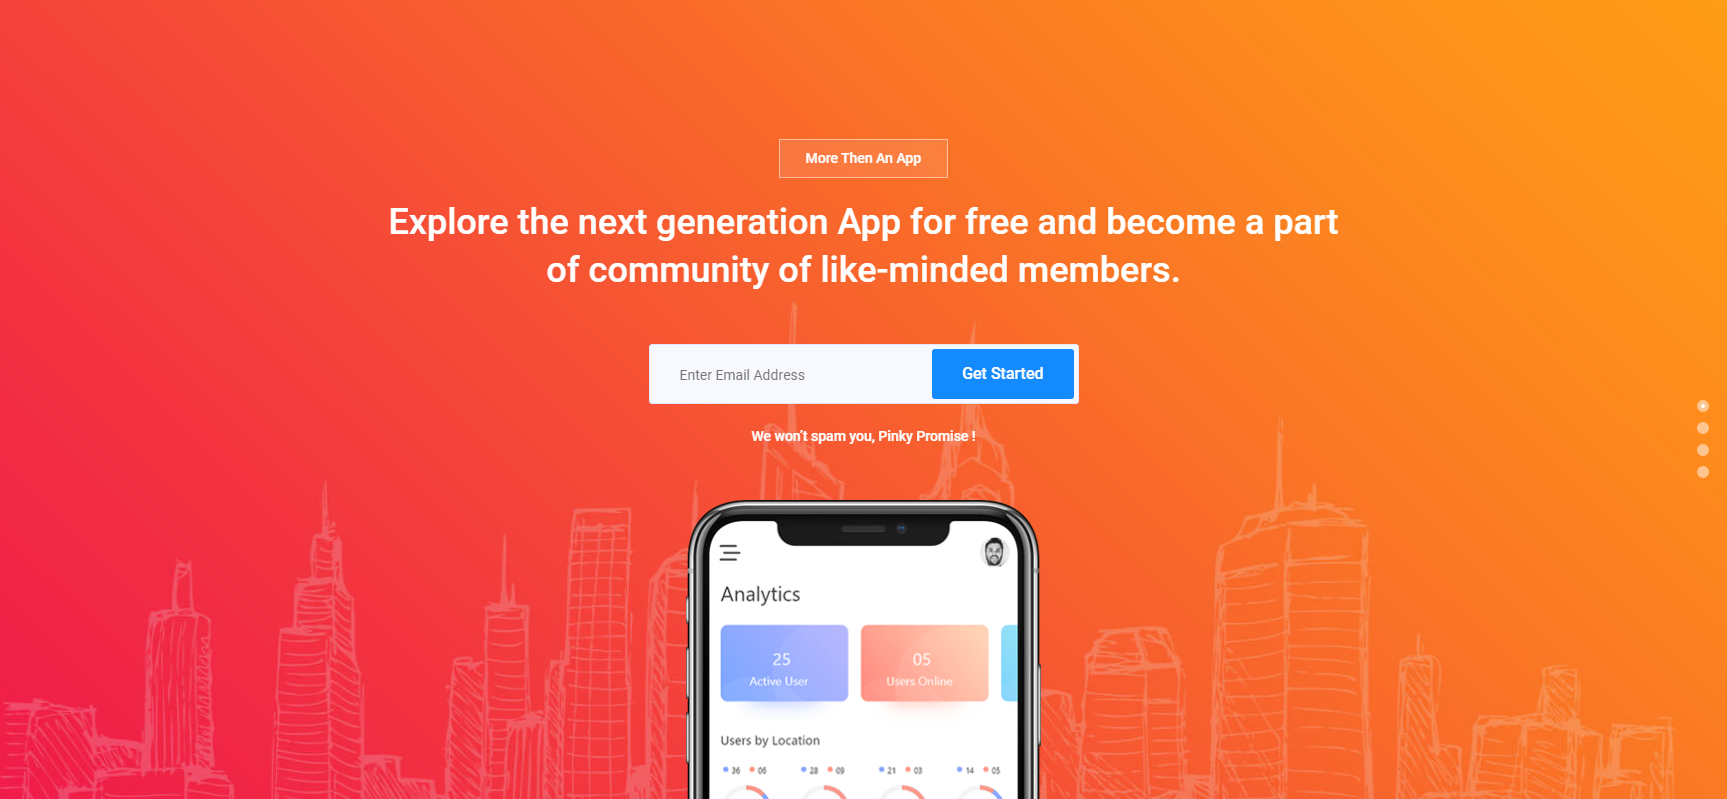 More Then An App
Explore the next generation App for free and become a part
of community of like-minded members.
Enter Email Address
Get Started
We won't spam you, Pinky Promise !
Analytics
25
Active User
05
Users Online
Users by Location
36 06 28 09 21 03 14 05